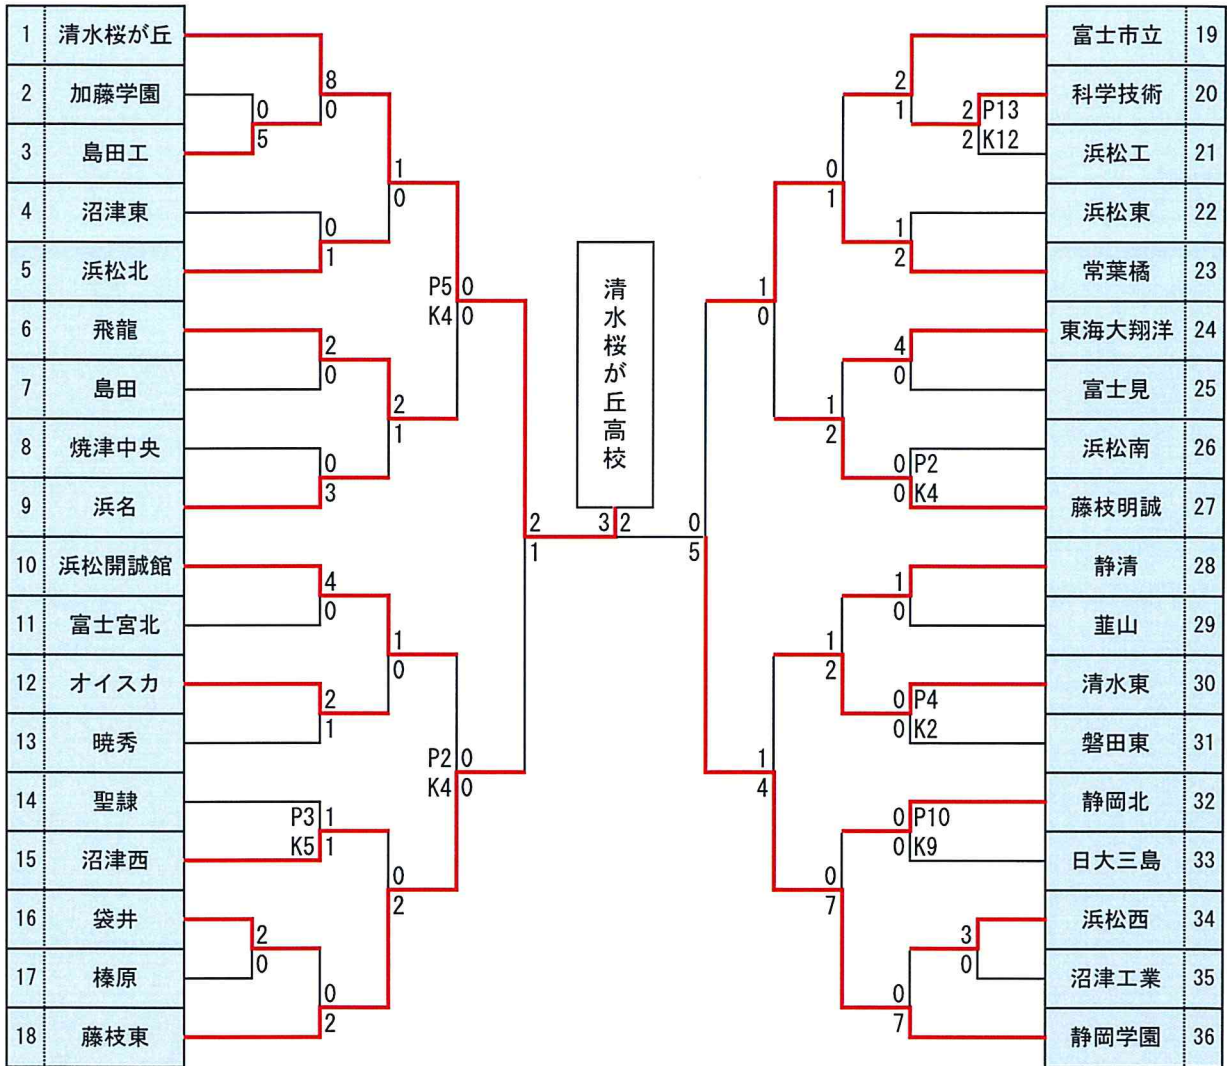 1 清水桜が丘
2 加藤学園
3 島田工
4 沼津東
5 浜松北
6 飛龍
7 島田
8 焼津中央
9 浜名
10 浜松開誠館
11 富士宮北
12 オイスカ
13 暁秀
14 聖隷
15 沼津西
16 袋井
17 榛原
18 藤枝東
0
5
2
0
8
0
0
1
2
0
0
3
4
0
2
1
P3 1
K5 1
0
2
1
0
2
1
1
0
0
2
P5 0
K4 0
P2 0
K4 0
2
1
清水桜が丘高校
3 2
0
5
1
0
1
4
0
1
1
2
1
2
0
7
2
1
1
2
4
0
0 P2
0 K4
1
0
0 P4
0 K2
0 P10
0 K9
0
7
2 P13
2 K12
3
0
富士市立 19
科学技術 20
浜松工 21
浜松東 22
常葉橘 23
東海大翔洋 24
富士見 25
浜松南 26
藤枝明誠 27
静清 28
韮山 29
清水東 30
磐田東 31
静岡北 32
日大三島 33
浜松西 34
沼津工業 35
静岡学園 36